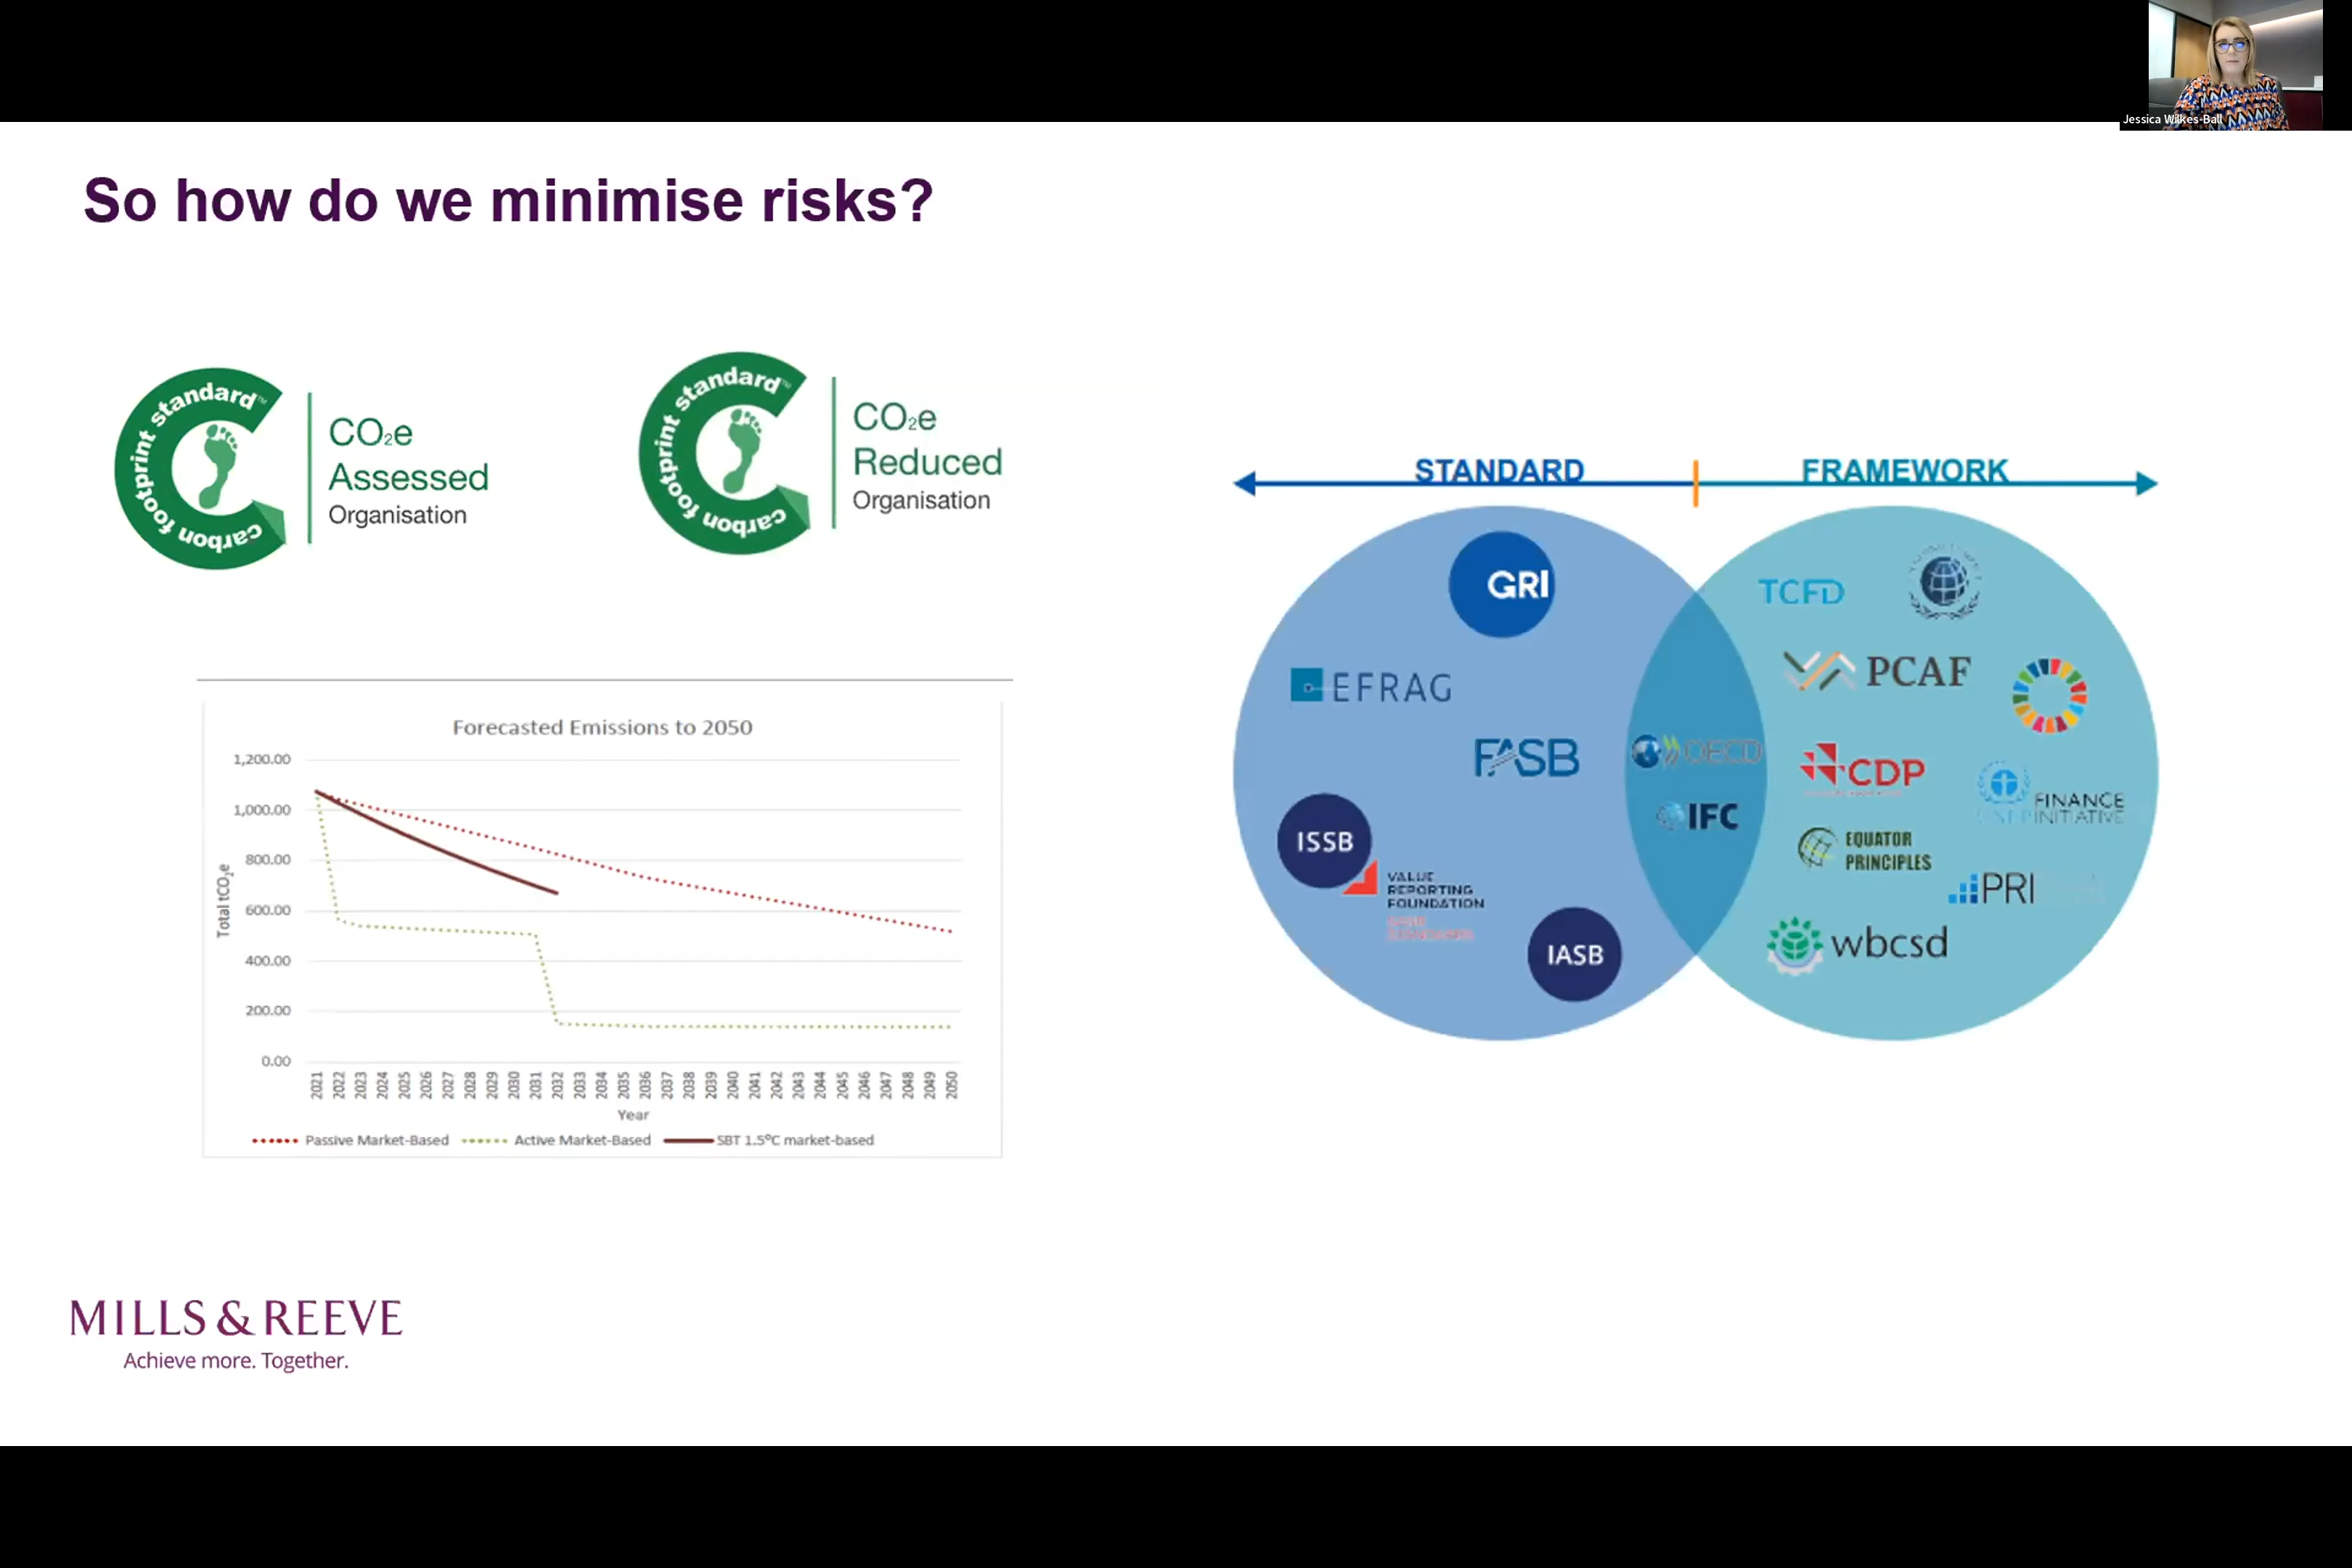 Jessica Wilkes-Ball
So how do we minimise risks?
carbon footprint standard™
CO₂e
Assessed
Organisation
carbon footprint standard™
CO₂e
Reduced
Organisation
Forecasted Emissions to 2050
1,200.00
1,000.00
800.00
600.00
400.00
200.00
0.00
Total tCO₂e
2021 2022 2023 2024 2025 2026 2027 2028 2029 2030 2031 2032 2033 2034 2035 2036 2037 2038 2039 2040 2041 2042 2043 2044 2045 2046 2047 2048 2049 2050
Year
Passive Market-Based Active Market-Based SBT 1.5°C market-based
STANDARD FRAMEWORK
GRI
EFRAG
FASB
ISSB
VALUE
REPORTING
FOUNDATION
IASB
OECD
IFC
TCFD
PCAF
CDP
FINANCE
INITIATIVE
EQUATOR
PRINCIPLES
PRI
wbcsd
MILLS & REEVE
Achieve more. Together.